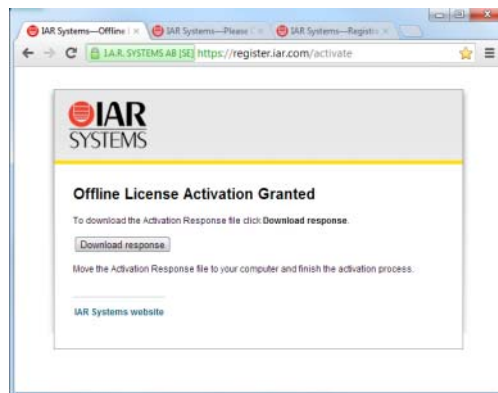 IAR Systems—Offline
IAR Systems—Please
IAR Systems—Registr
I.A.R. SYSTEMS AB [SE] https://register.iar.com/activate
IAR
SYSTEMS
Offline License Activation Granted
To download the Activation Response file click Download response.
Download response
Move the Activation Response file to your computer and finish the activation process.
IAR Systems website